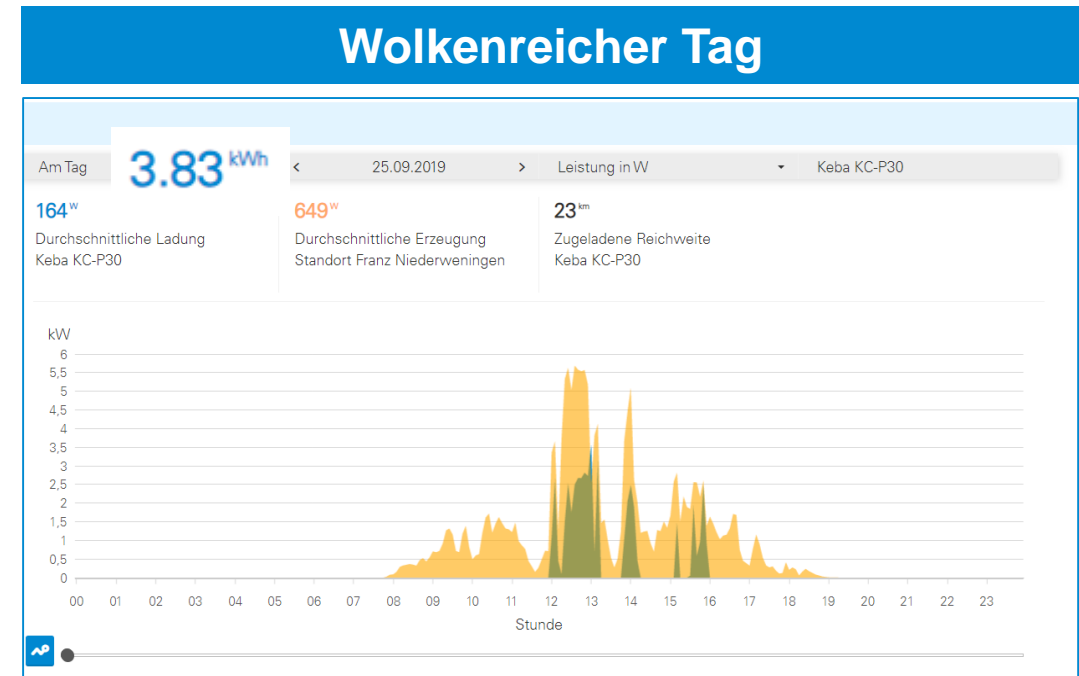 Wolkenreicher Tag
Am Tag 3.83 kWh < 25.09.2019 > Leistung in W Keba KC-P30
164 W 649 W 23 km
Durchschnittliche Ladung Durchschnittliche Erzeugung Zugeladene Reichweite
Keba KC-P30 Standort Franz Niederweningen Keba KC-P30
kW
6
5,5
5
4,5
4
3,5
3
2,5
2
1,5
1
0,5
0
00 01 02 03 04 05 06 07 08 09 10 11 12 13 14 15 16 17 18 19 20 21 22 23
Stunde